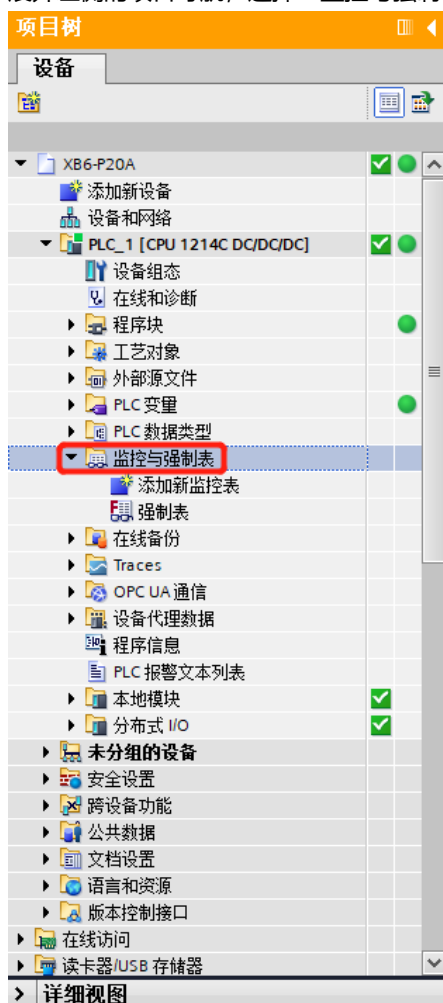 项目树
设备
XB6-P20A
添加新设备
设备和网络
PLC_1 [CPU 1214C DC/DC/DC]
设备组态
在线和诊断
程序块
工艺对象
外部源文件
PLC 变量
PLC 数据类型
监控与强制表
添加新监控表
强制表
在线备份
Traces
OPC UA 通信
设备代理数据
程序信息
PLC 报警文本列表
本地模块
分布式 I/O
未分组的设备
安全设置
跨设备功能
公共数据
文档设置
语言和资源
版本控制接口
在线访问
读卡器/USB 存储器
详细视图